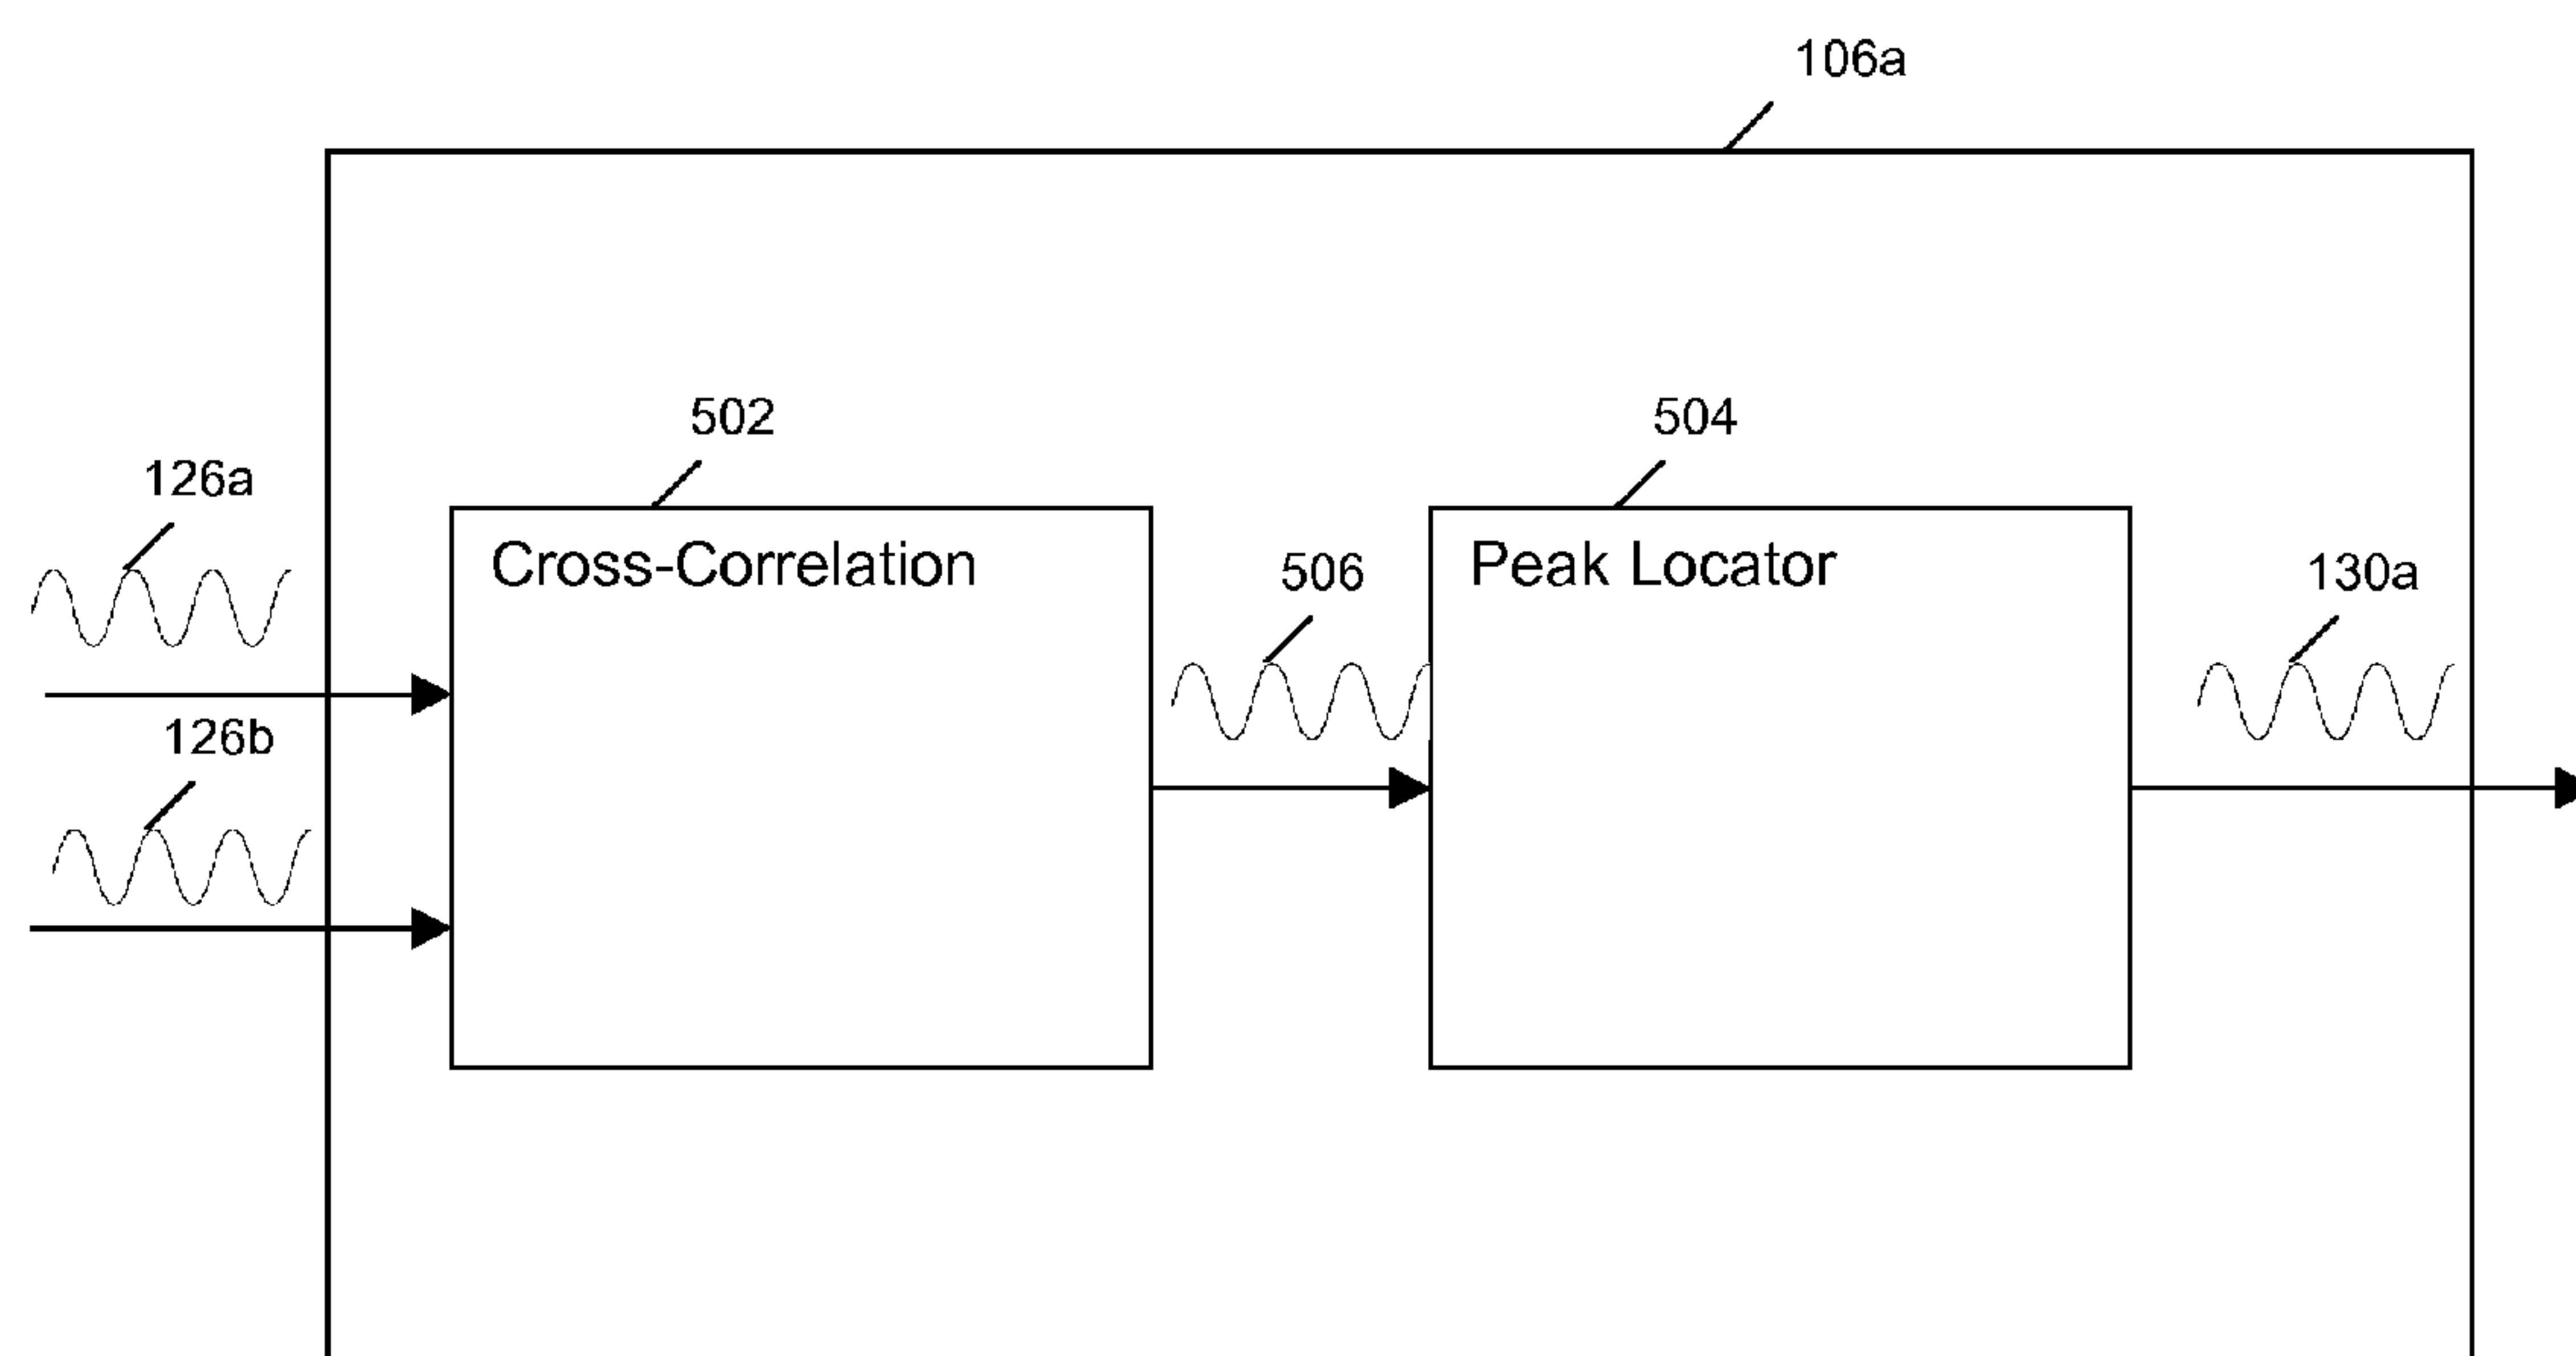 106a
502
504
126a
Cross-Correlation
506
Peak Locator
130a
126b